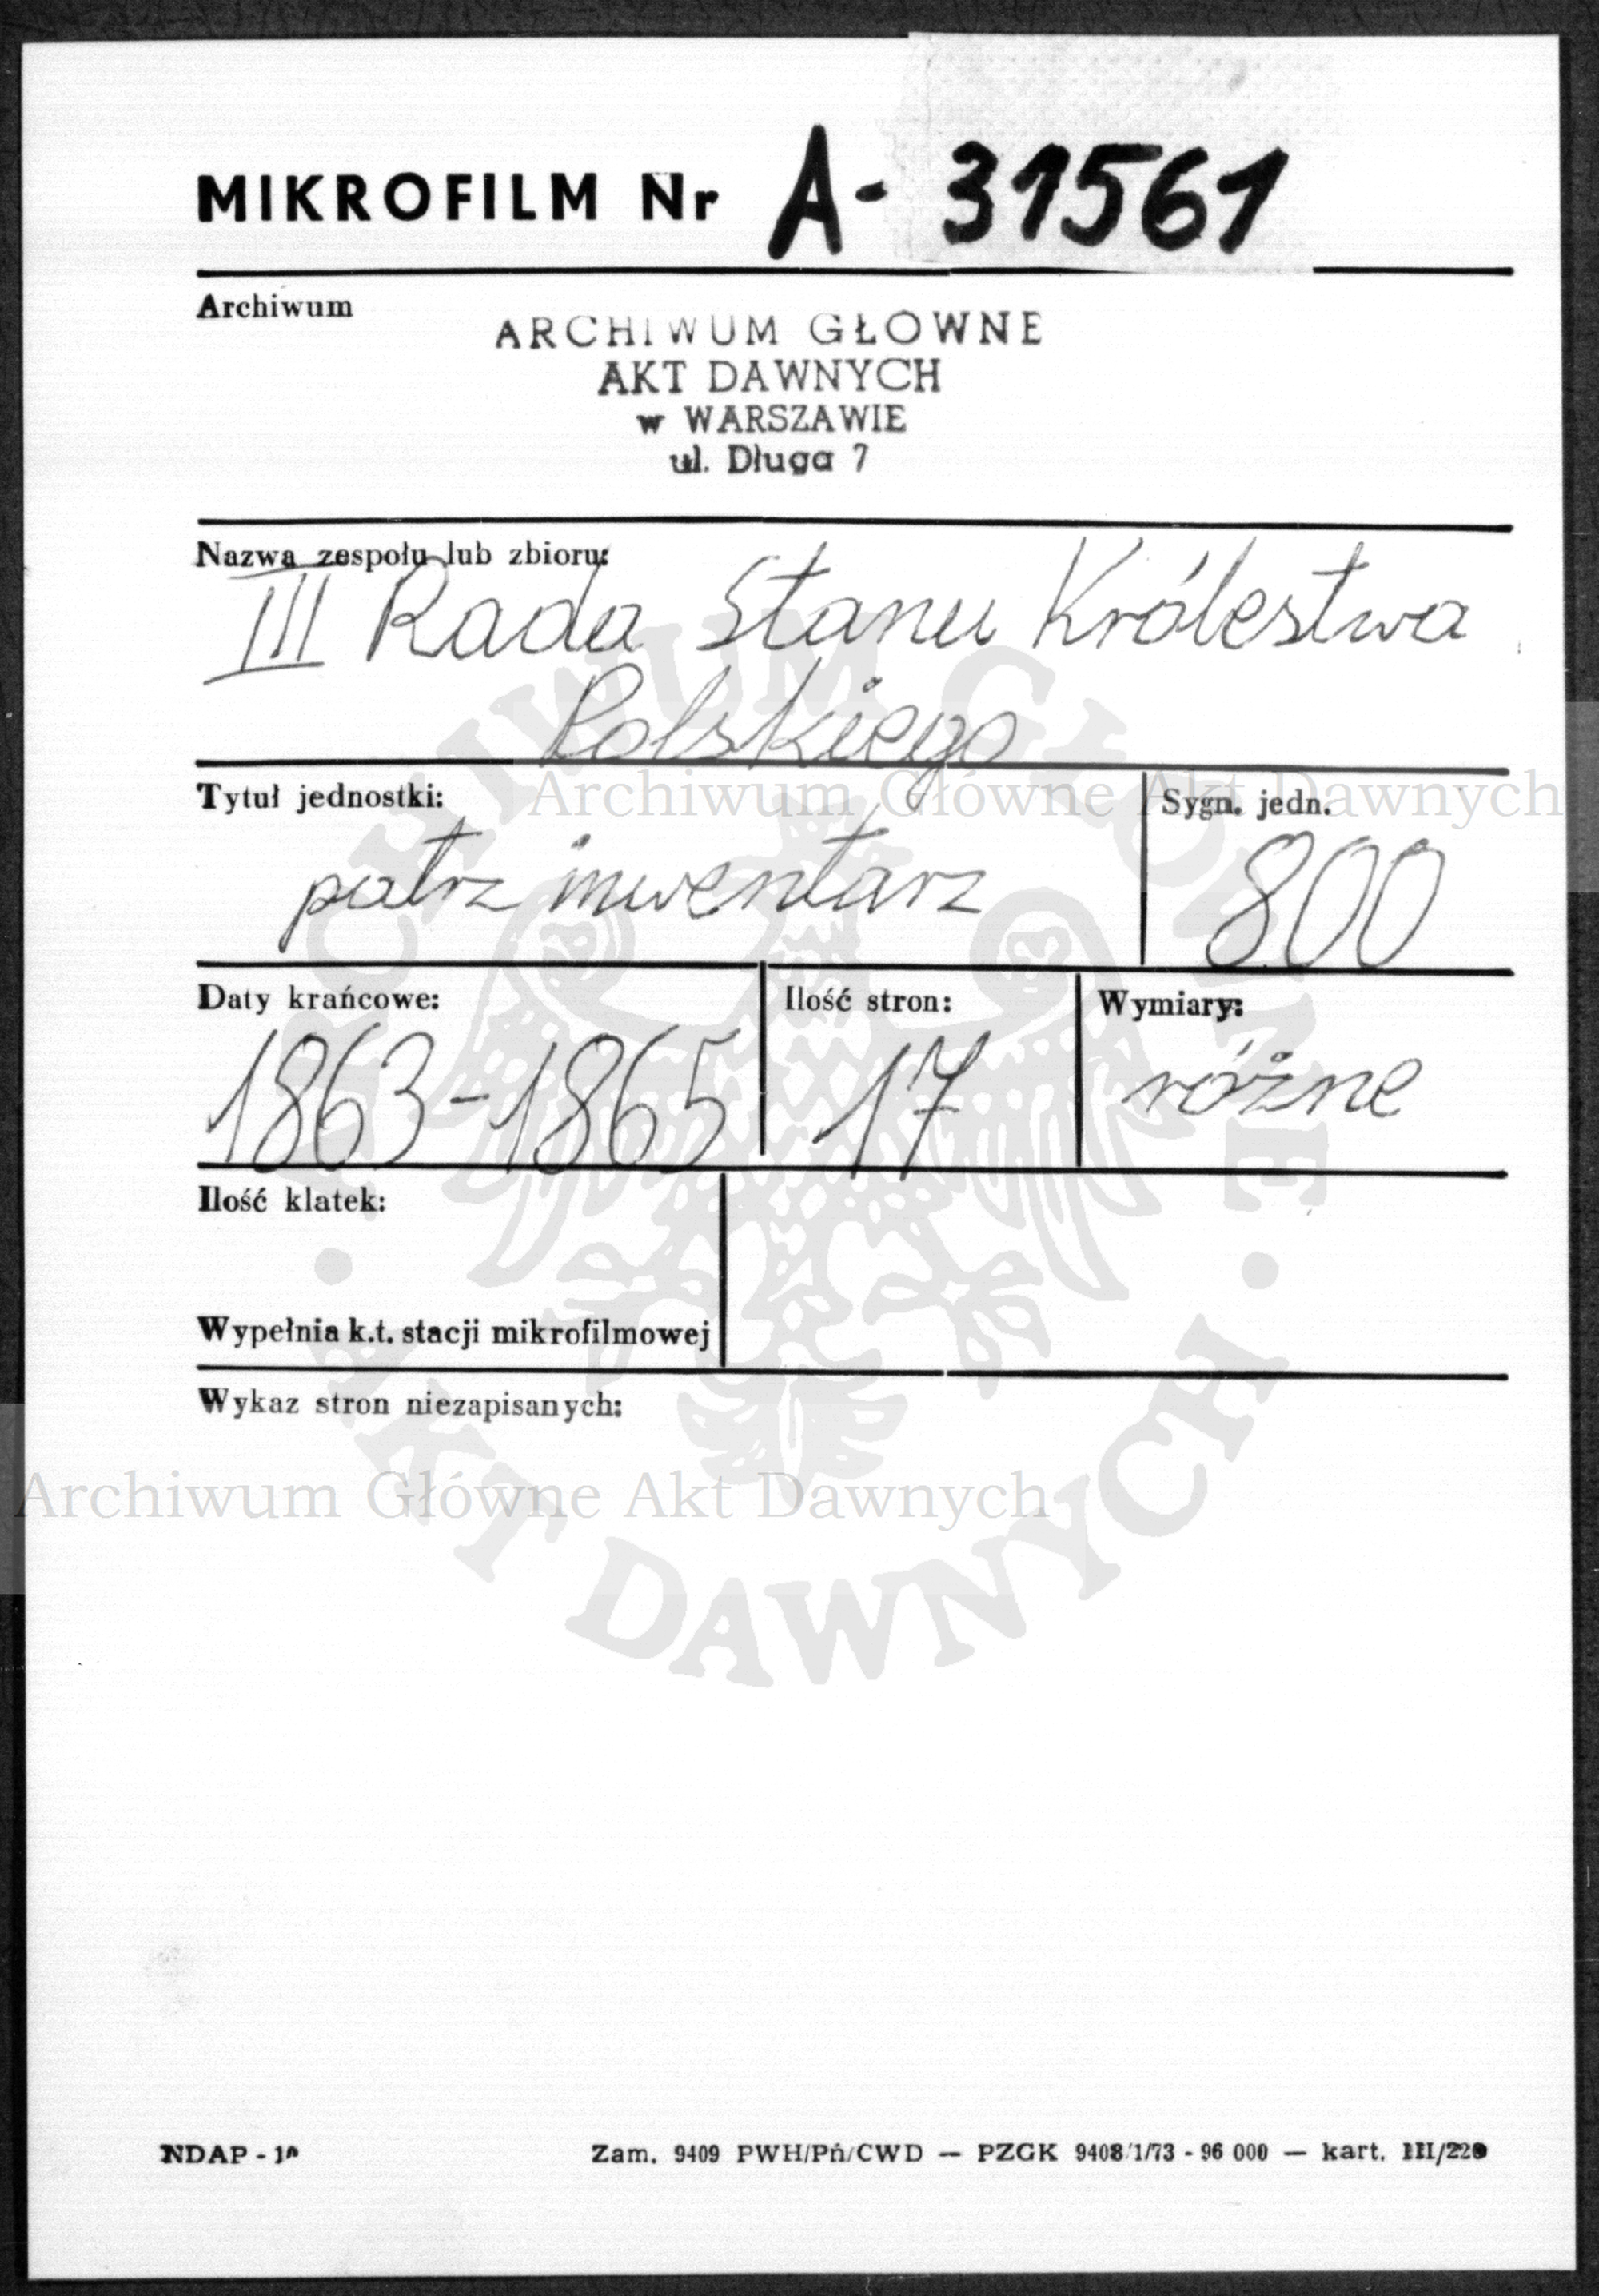 MIKROFILM Nr A- 31561
Archiwum
ARCHIWUM GŁOWNE
AKT DAWNYCH
w WARSZAWIE
ul. Długa 7
Nazwa zespołu lub zbioru:
III Rada Stanu Królestwa
Polskiego
Tytuł jednostki:
Sygn. jedn.
Archiwum Główne Akt Dawnych
patrz inwentarz
800
Daty krańcowe:
Ilość stron:
Wymiary:
1863-1865
17
różne
Ilość klatek:
Wypełnia k.t. stacji mikrofilmowej
Wykaz stron niezapisanych:
Archiwum Główne Akt Dawnych
ARCHIWUM GŁÓWNE
· AKT DAWNYCH ·
NDAP -
Zam. 9409 PWH/Pń/CWD — PZGK 9408/1/73 - 96 000 — kart. III/220